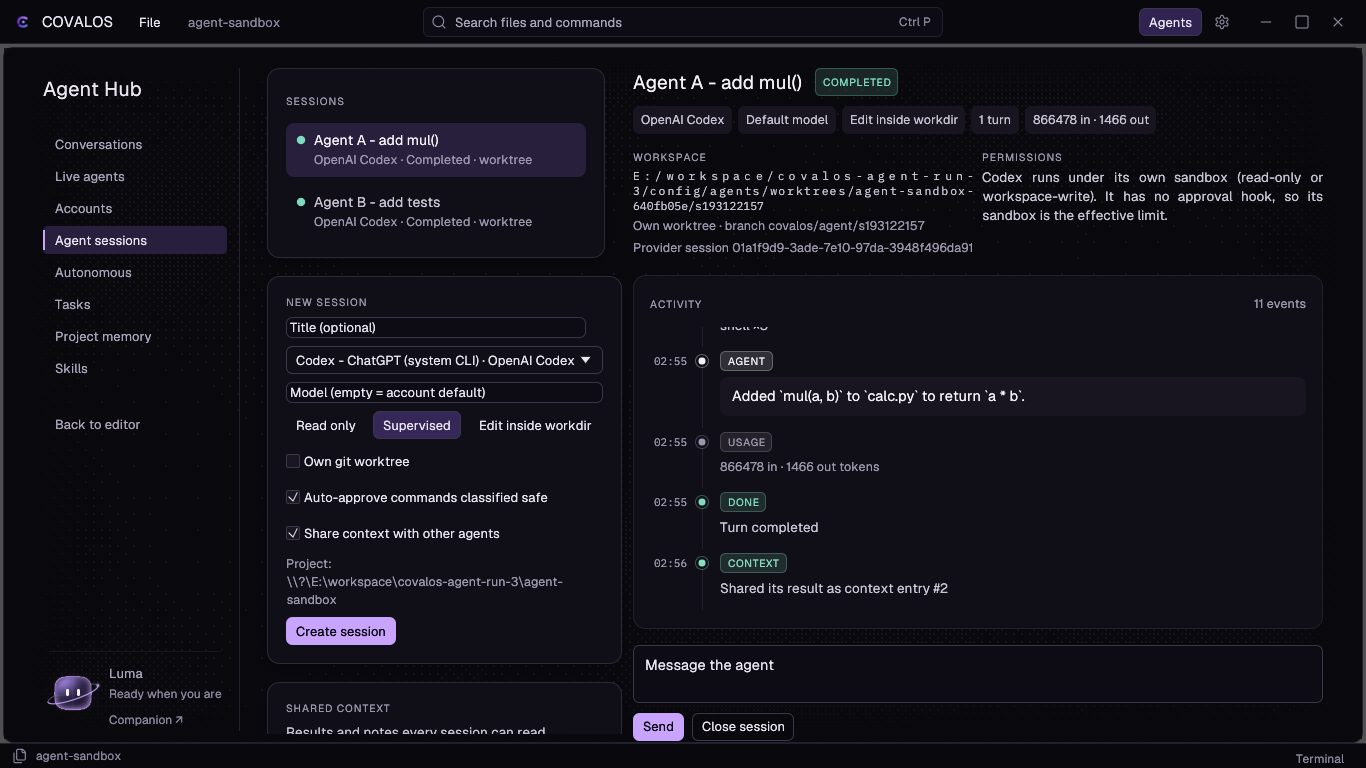 COVALOS File agent-sandbox Search files and commands Ctrl P Agents
Agent Hub
Conversations
Live agents
Accounts
Agent sessions
Autonomous
Tasks
Project memory
Skills
Back to editor
Luma
Ready when you are
Companion ↗
SESSIONS
Agent A - add mul()
OpenAI Codex · Completed · worktree
Agent B - add tests
OpenAI Codex · Completed · worktree
NEW SESSION
Title (optional)
Codex - ChatGPT (system CLI) · OpenAI Codex
Model (empty = account default)
Read only Supervised Edit inside workdir
Own git worktree
Auto-approve commands classified safe
Share context with other agents
Project:
\\?\E:\workspace\covalos-agent-run-3\agent-
sandbox
Create session
SHARED CONTEXT
Results and notes every session can read
Agent A - add mul() COMPLETED
OpenAI Codex Default model Edit inside workdir 1 turn 866478 in · 1466 out
WORKSPACE
E:/workspace/covalos-agent-run-
3/config/agents/worktrees/agent-sandbox-
640fb05e/s193122157
Own worktree · branch covalos/agent/s193122157
Provider session 01a1f9d9-3ade-7e10-97da-3948f496da91
PERMISSIONS
Codex runs under its own sandbox (read-only or
workspace-write). It has no approval hook, so its
sandbox is the effective limit.
ACTIVITY 11 events
02:55 AGENT
Added `mul(a, b)` to `calc.py` to return `a * b`.
02:55 USAGE
866478 in · 1466 out tokens
02:55 DONE
Turn completed
02:56 CONTEXT
Shared its result as context entry #2
Message the agent
Send Close session
agent-sandbox Terminal